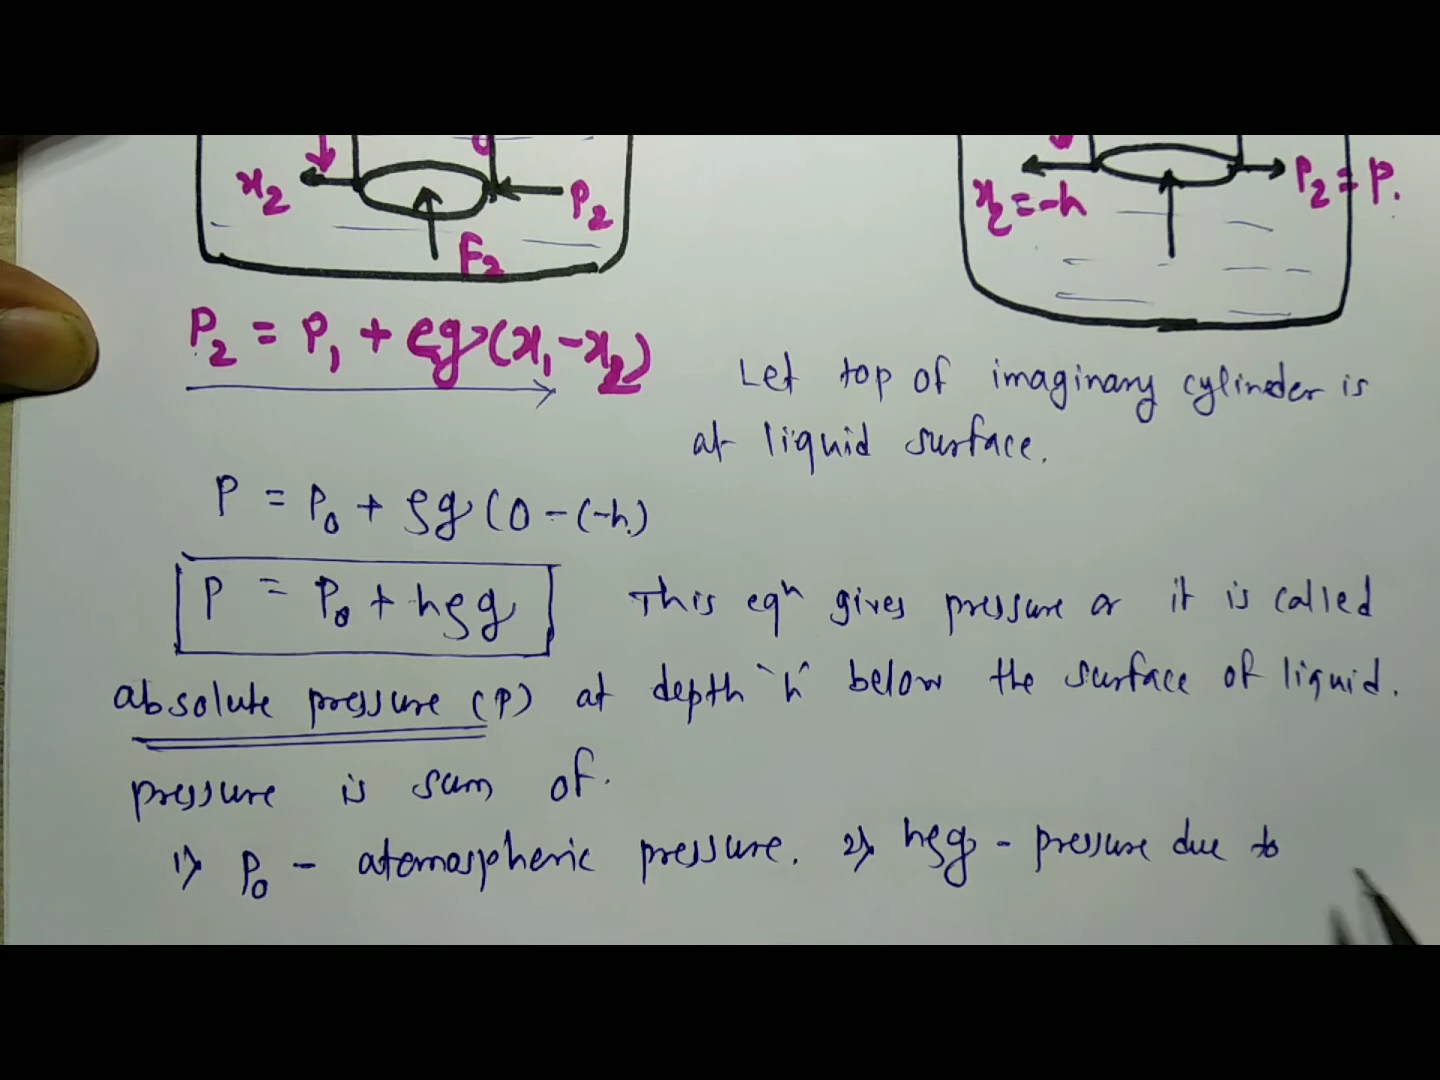 x₂
P₂
F₂
x₂ = -h
P₂ = P.
P₂ = P₁ + ρg(x₁-x₂)
Let top of imaginary cylinder is
at liquid surface.
P = P₀ + ρg(0-(-h)
P = P₀ + hρg
This eqⁿ gives pressure or it is called
absolute pressure (P) at depth `h` below the surface of liquid.
pressure is sum of.
1) P₀ - atomaspheric pressure. 2) hρg - pressure due to